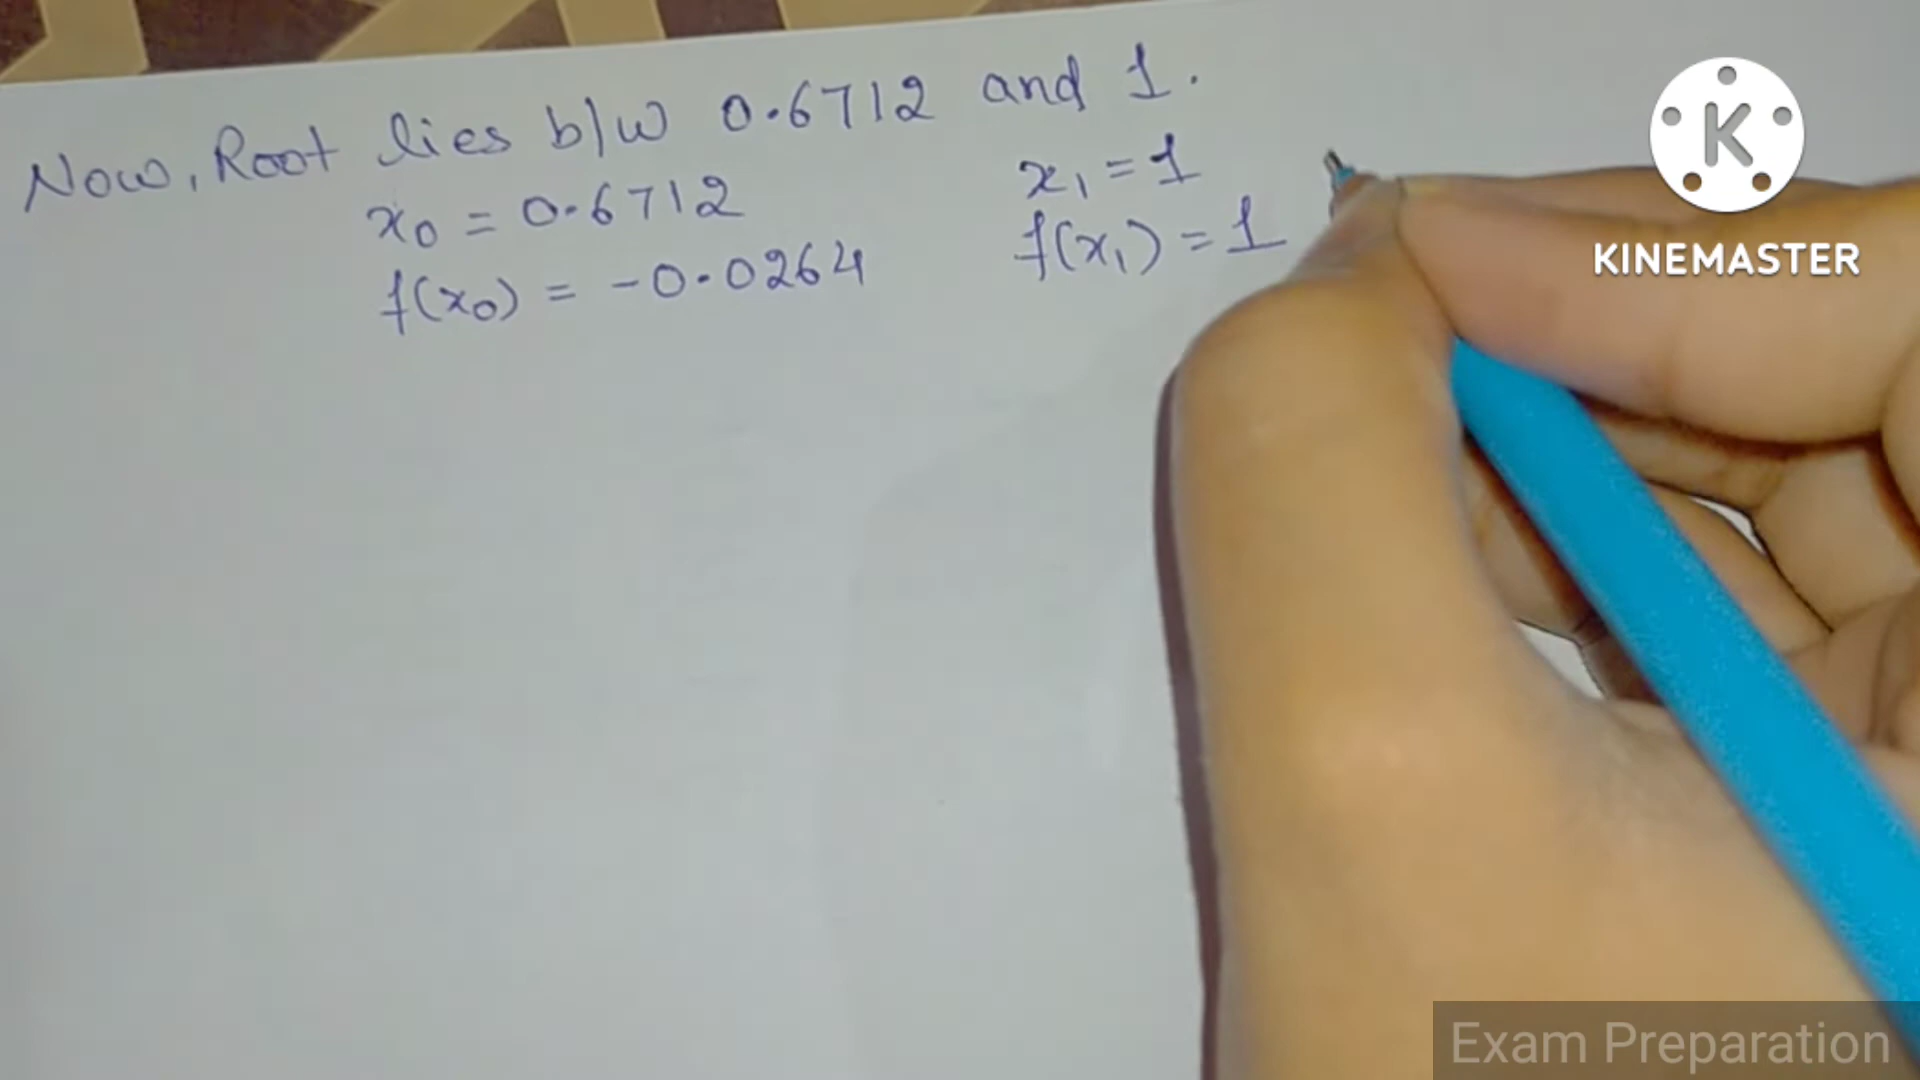 Now, Root lies b/w 0.6712 and 1.
x₀ = 0.6712 x₁ = 1
f(x₀) = -0.0264 f(x₁) = 1
K
KINEMASTER
Exam Preparation